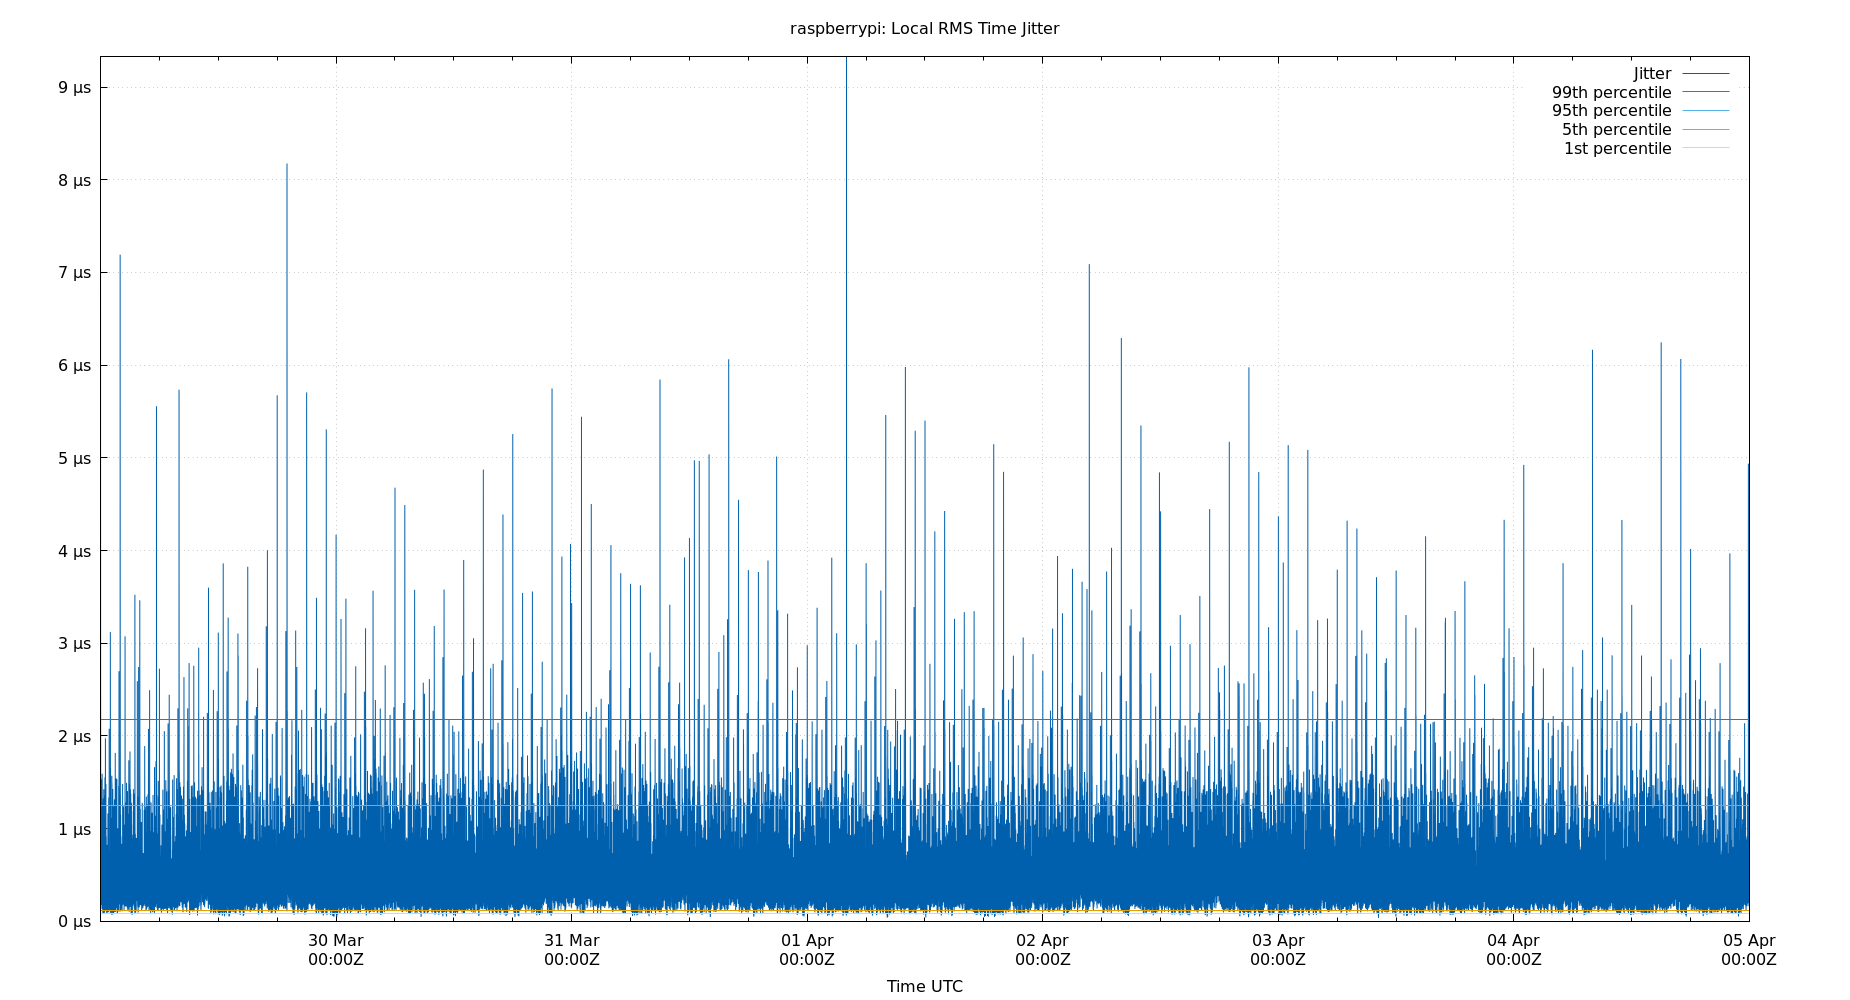 raspberrypi: Local RMS Time Jitter
Jitter
99th percentile
95th percentile
5th percentile
1st percentile
9 µs
8 µs
7 µs
6 µs
5 µs
4 µs
3 µs
2 µs
1 µs
0 µs
30 Mar 31 Mar 01 Apr 02 Apr 03 Apr 04 Apr 05 Apr
00:00Z 00:00Z 00:00Z 00:00Z 00:00Z 00:00Z 00:00Z
Time UTC